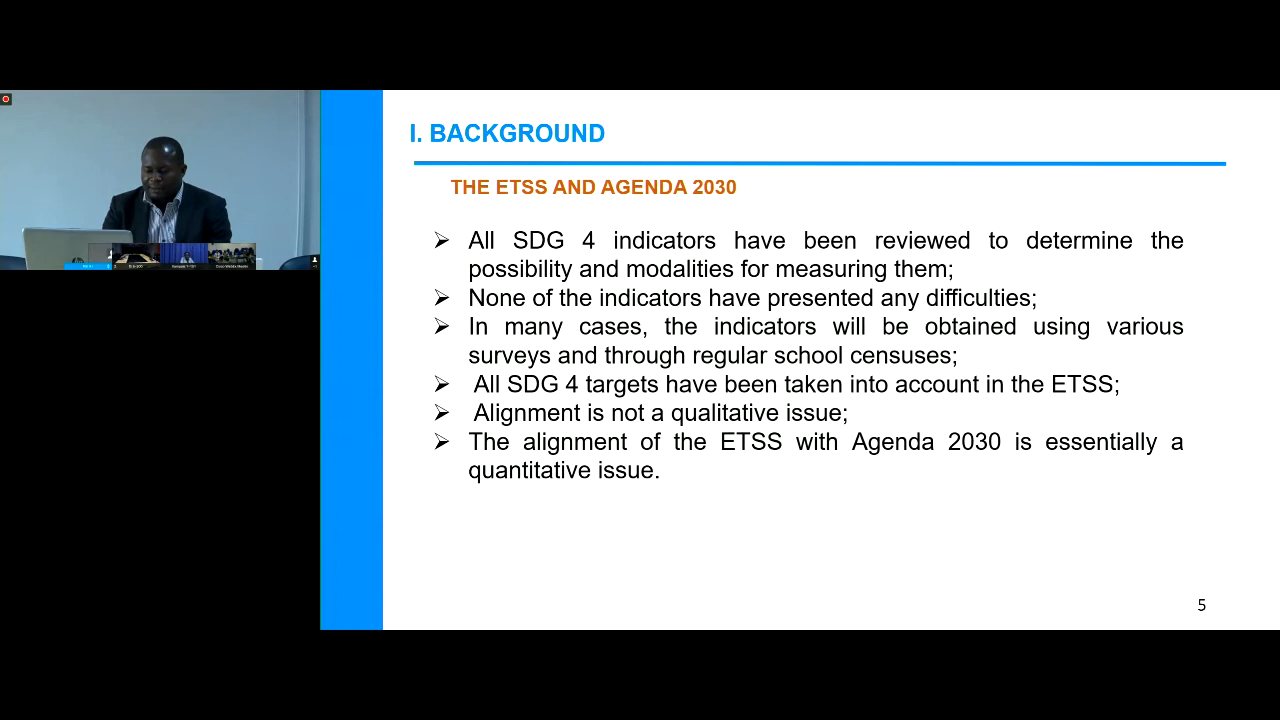 I. BACKGROUND
THE ETSS AND AGENDA 2030
➢ All SDG 4 indicators have been reviewed to determine the
possibility and modalities for measuring them;
➢ None of the indicators have presented any difficulties;
➢ In many cases, the indicators will be obtained using various
surveys and through regular school censuses;
➢ All SDG 4 targets have been taken into account in the ETSS;
➢ Alignment is not a qualitative issue;
➢ The alignment of the ETSS with Agenda 2030 is essentially a
quantitative issue.
5